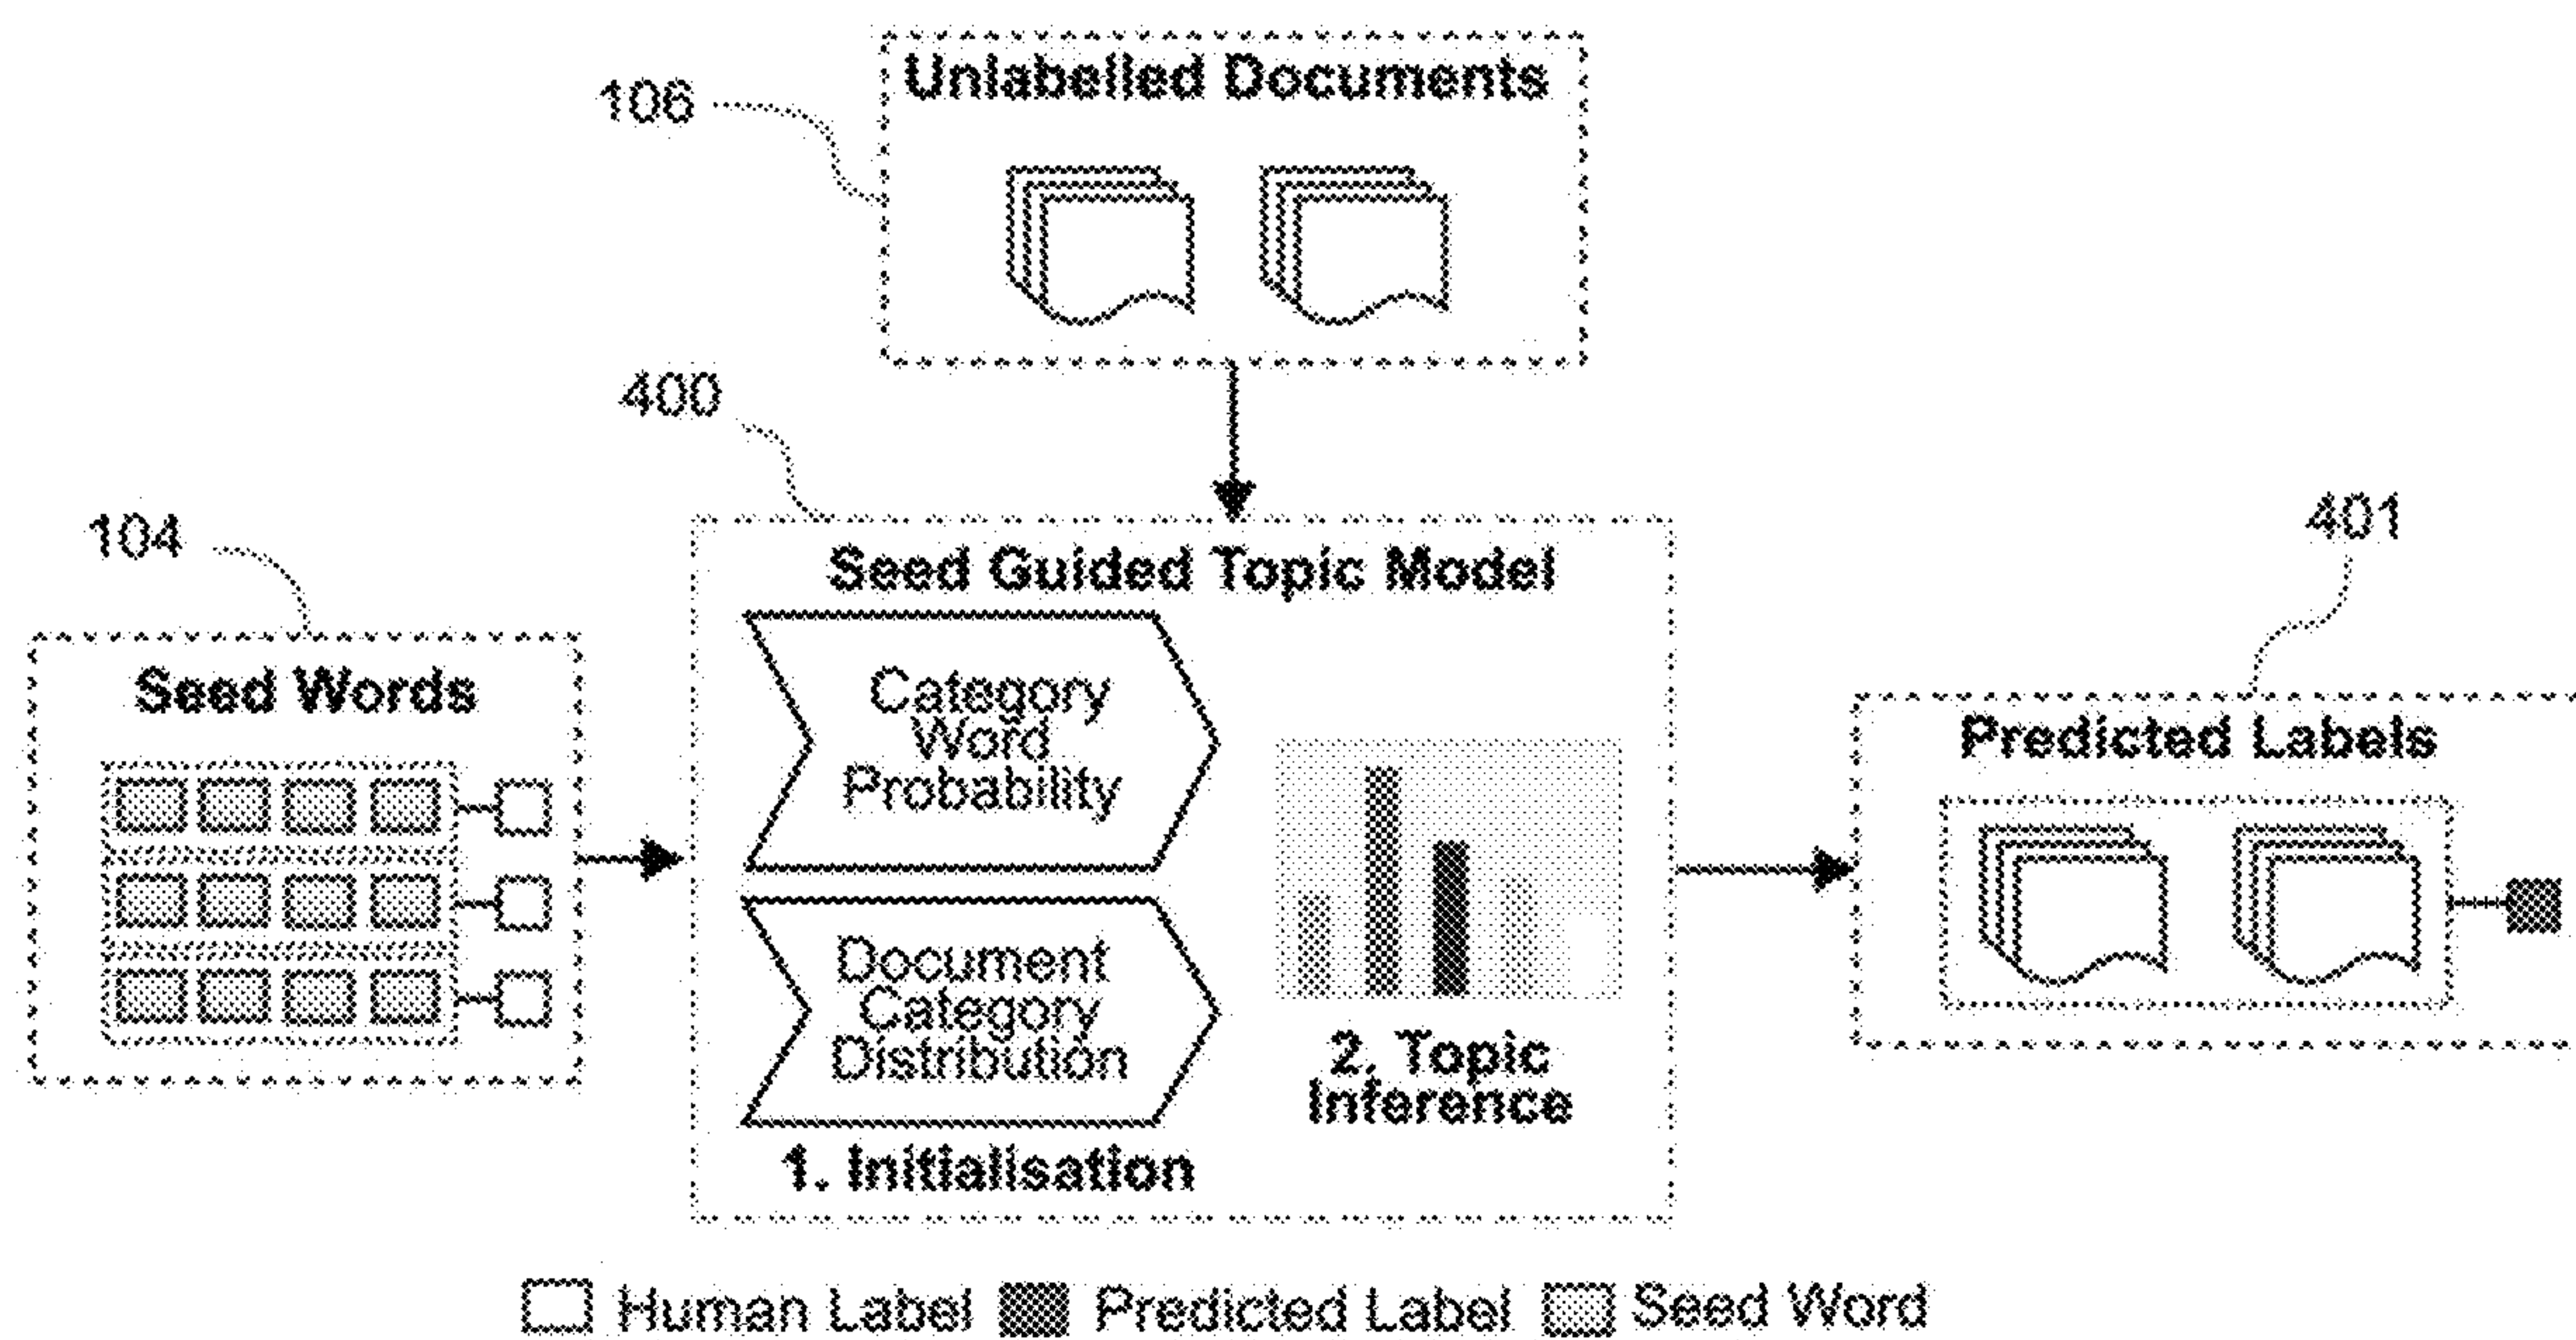 Unlabelled Documents
106
400
104
401
Seed Guided Topic Model
Seed Words
Category
Word
Probability
Predicted Labels
Document
Category
Distribution
2. Topic
Inference
1. Initialisation
Human Label
Predicted Label
Seed Word